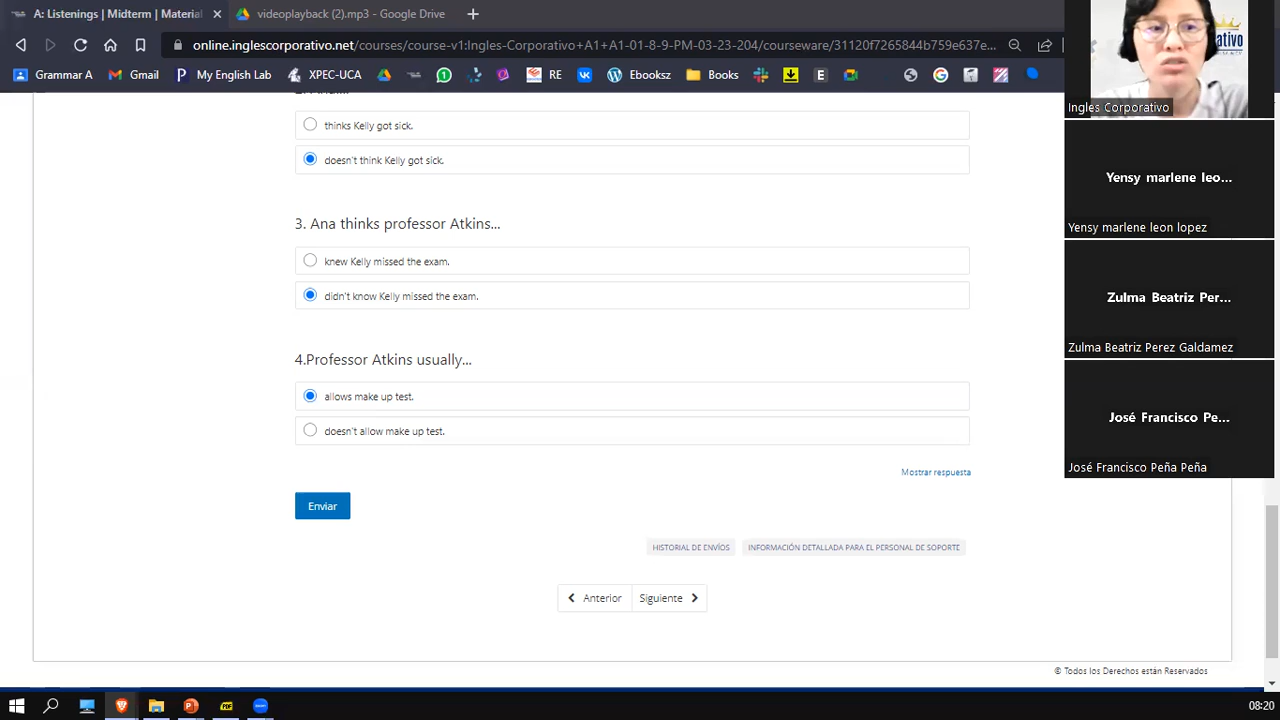 A: Listenings | Midterm | Material
videoplayback (2).mp3 - Google Drive
online.inglescorporativo.net/courses/course-v1:Ingles-Corporativo+A1+A1-01-8-9-PM-03-23-204/courseware/31120f7265844b759e637e...
Grammar A
Gmail
My English Lab
XPEC-UCA
RE
Ebooksz
Books
thinks Kelly got sick.
doesn't think Kelly got sick.
3. Ana thinks professor Atkins...
knew Kelly missed the exam.
didn't know Kelly missed the exam.
4.Professor Atkins usually...
allows make up test.
doesn't allow make up test.
Mostrar respuesta
Enviar
HISTORIAL DE ENVÍOS
INFORMACIÓN DETALLADA PARA EL PERSONAL DE SOPORTE
Anterior
Siguiente
© Todos los Derechos están Reservados
Ingles Corporativo
Yensy marlene leo...
Yensy marlene leon lopez
Zulma Beatriz Per...
Zulma Beatriz Perez Galdamez
José Francisco Pe...
José Francisco Peña Peña
08:20